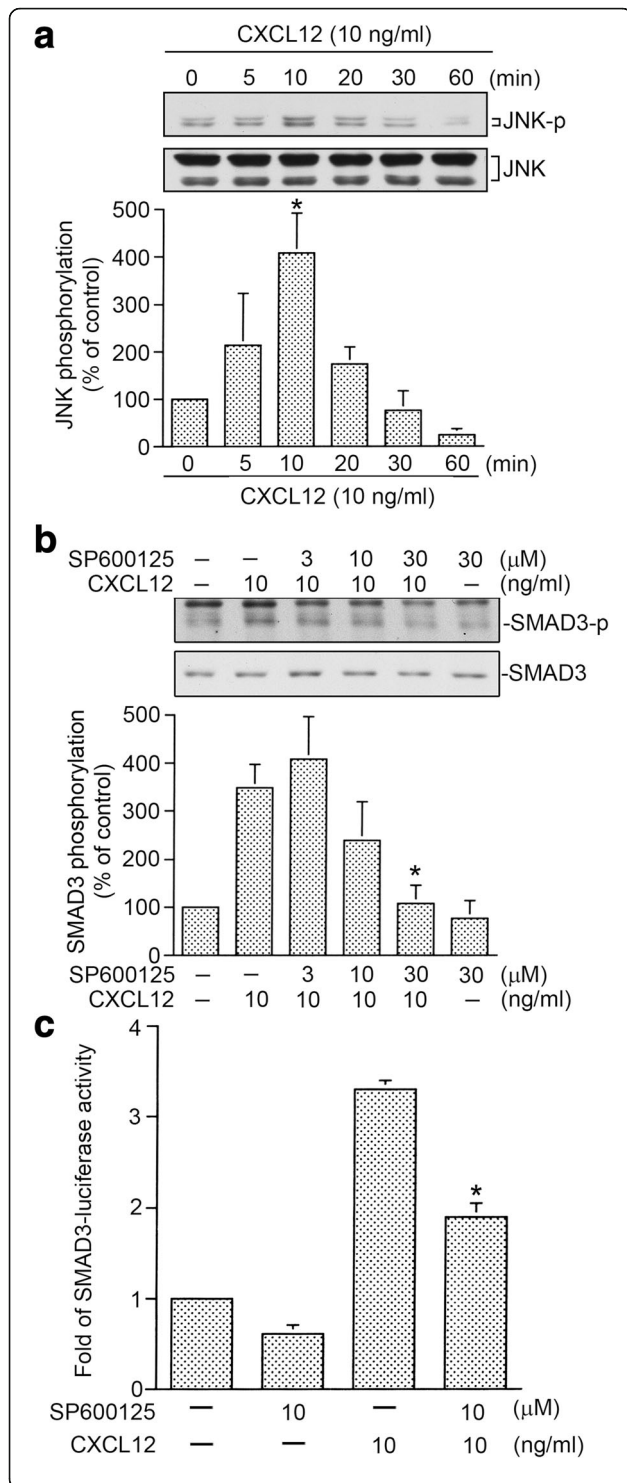 a
CXCL12 (10 ng/ml)
0 5 10 20 30 60 (min)
JNK-p
JNK
500
400
300
200
100
0
JNK phosphorylation
(% of control)
*
0 5 10 20 30 60 (min)
CXCL12 (10 ng/ml)
b
SP600125 – – 3 10 30 30 (μM)
CXCL12 – 10 10 10 10 – (ng/ml)
-SMAD3-p
-SMAD3
500
400
300
200
100
0
SMAD3 phosphorylation
(% of control)
*
SP600125 – – 3 10 30 30 (μM)
CXCL12 – 10 10 10 10 – (ng/ml)
c
4
3
2
1
0
Fold of SMAD3-luciferase activity
*
SP600125 — 10 — 10 (μM)
CXCL12 — — 10 10 (ng/ml)